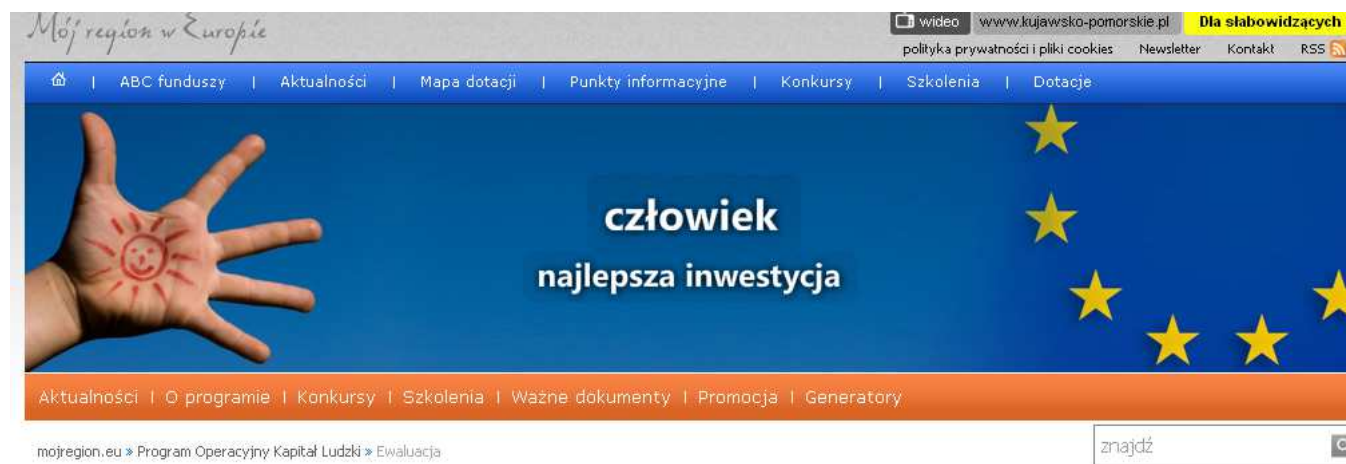 Mój region w Europie
wideo www.kujawsko-pomorskie.pl Dla słabowidzących
polityka prywatności i pliki cookies Newsletter Kontakt RSS
| ABC funduszy | Aktualności | Mapa dotacji | Punkty informacyjne | Konkursy | Szkolenia | Dotacje
człowiek
najlepsza inwestycja
Aktualności | O programie | Konkursy | Szkolenia | Ważne dokumenty | Promocja | Generatory
znajdź
mojregion.eu » Program Operacyjny Kapitał Ludzki » Ewaluacja